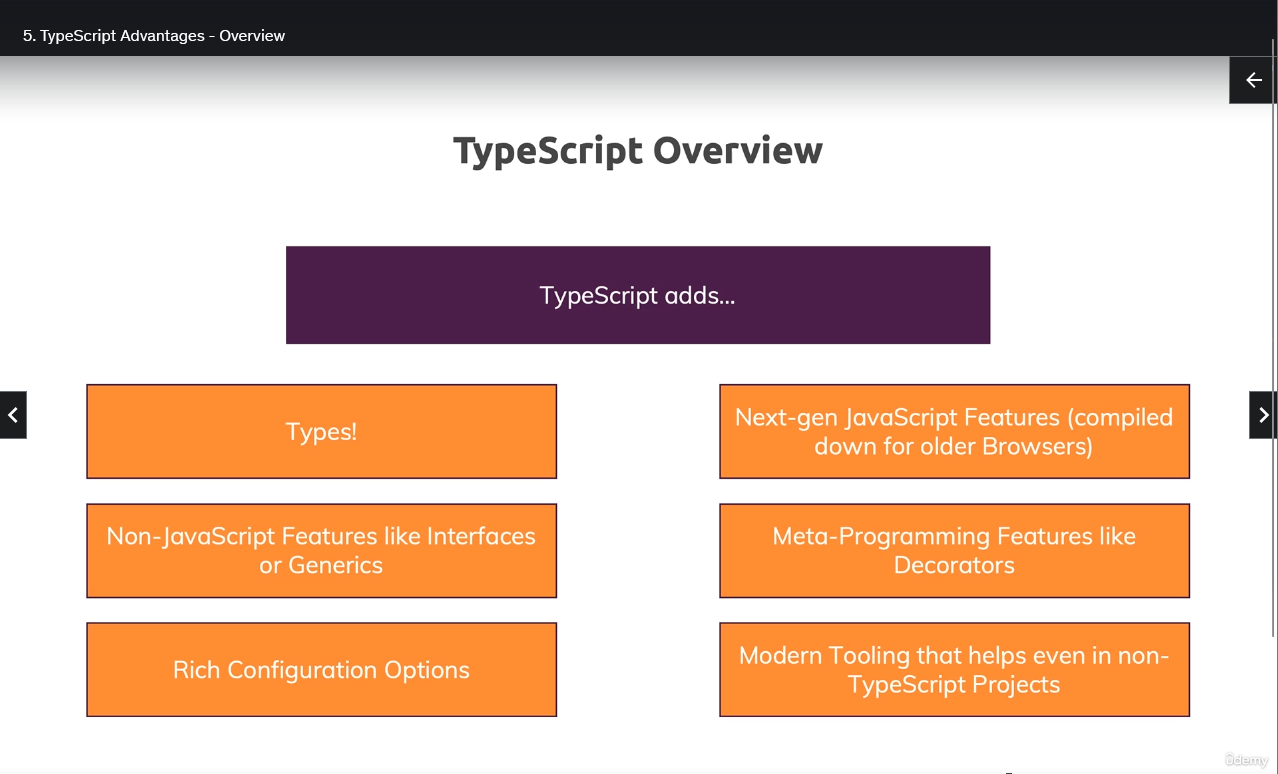 5. TypeScript Advantages - Overview
TypeScript Overview
TypeScript adds...
Types!
Next-gen JavaScript Features (compiled
down for older Browsers)
Non-JavaScript Features like Interfaces
or Generics
Meta-Programming Features like
Decorators
Rich Configuration Options
Modern Tooling that helps even in non-
TypeScript Projects
ûdemy